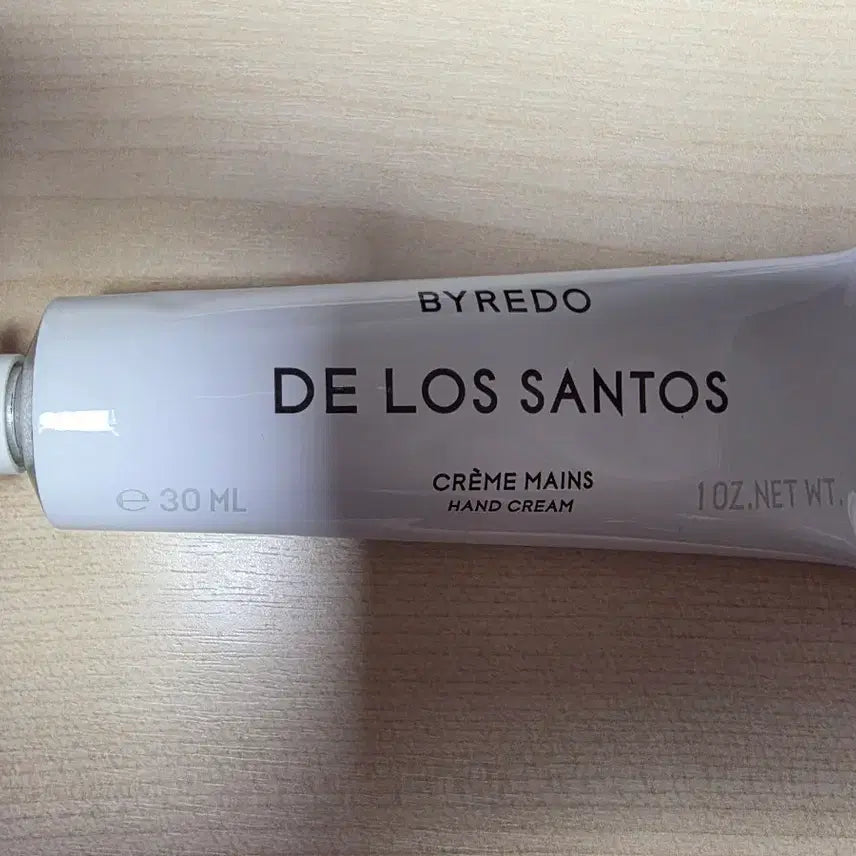 BYREDO
DE LOS SANTOS
CRÈME MAINS
HAND CREAM
℮ 30 ML
1 OZ.NET WT.